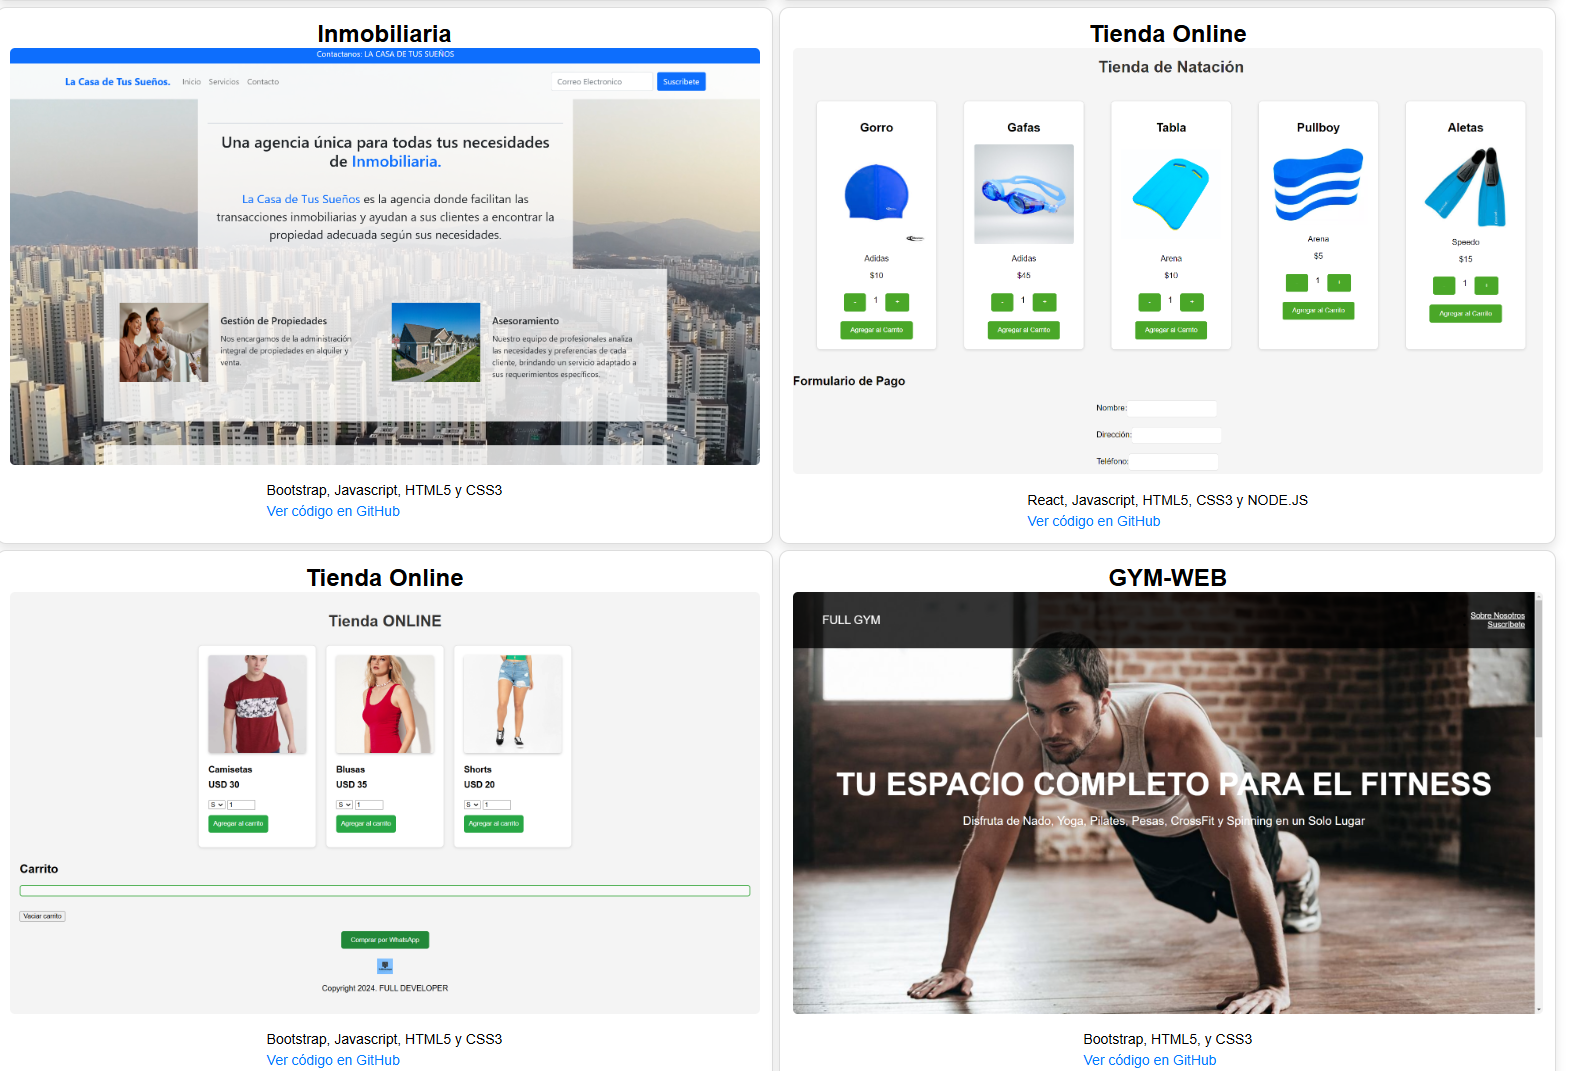 Inmobiliaria
Contactanos: LA CASA DE TUS SUEÑOS
La Casa de Tus Sueños. Inicio Servicios Contacto Correo Electronico Suscribete
Una agencia única para todas tus necesidades
de Inmobiliaria.
La Casa de Tus Sueños es la agencia donde facilitan las
transacciones inmobiliarias y ayudan a sus clientes a encontrar la
propiedad adecuada según sus necesidades.
Gestión de Propiedades
Nos encargamos de la administración
integral de propiedades en alquiler y
venta.
Asesoramiento
Nuestro equipo de profesionales analiza
las necesidades y preferencias de cada
cliente, brindando un servicio adaptado a
sus requerimientos específicos.
Bootstrap, Javascript, HTML5 y CSS3
Ver código en GitHub
Tienda Online
Tienda de Natación
Gorro
Adidas
$10
- 1 +
Agregar al Carrito
Gafas
Adidas
$45
- 1 +
Agregar al Carrito
Tabla
Arena
$10
- 1 +
Agregar al Carrito
Pullboy
Arena
$5
1 +
Agregar al Carrito
Aletas
Speedo
$15
1 +
Agregar al Carrito
Formulario de Pago
Nombre:
Dirección:
Teléfono:
React, Javascript, HTML5, CSS3 y NODE.JS
Ver código en GitHub
Tienda Online
Tienda ONLINE
Camisetas
USD 30
S 1
Agregar al carrito
Blusas
USD 35
S 1
Agregar al carrito
Shorts
USD 20
S 1
Agregar al carrito
Carrito
Vaciar carrito
Comprar por WhatsApp
Copyright 2024. FULL DEVELOPER
Bootstrap, Javascript, HTML5 y CSS3
Ver código en GitHub
GYM-WEB
FULL GYM
Sobre Nosotros
Suscribete
TU ESPACIO COMPLETO PARA EL FITNESS
Disfruta de Nado, Yoga, Pilates, Pesas, CrossFit y Spinning en un Solo Lugar
Bootstrap, HTML5, y CSS3
Ver código en GitHub